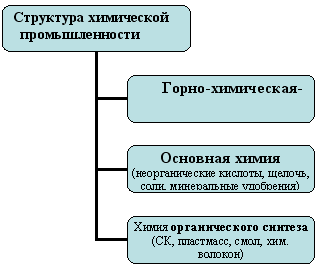 Структура химической
промышленности
Горно-химическая-
Основная химия
(неорганические кислоты, щелочь,
соли, минеральные удобрения)
Химия органического синтеза
(СК, пластмасс, смол, хим.
волокон)